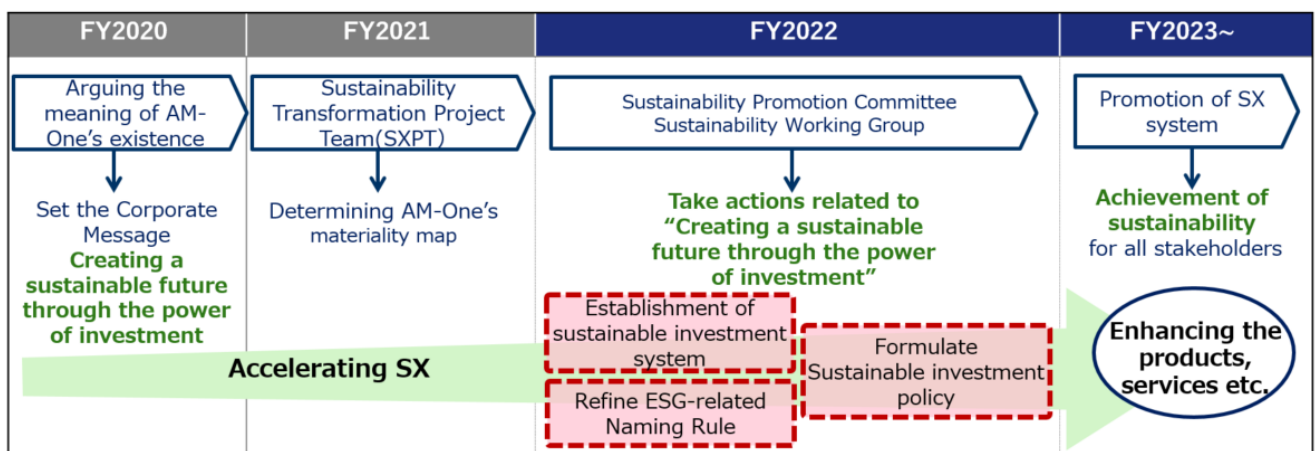 FY2020
FY2021
FY2022
FY2023~
Arguing the
meaning of AM-
One's existence
Sustainability
Transformation Project
Team(SXPT)
Sustainability Promotion Committee
Sustainability Working Group
Promotion of SX
system
Set the Corporate
Message
Creating a
sustainable future
through the power
of investment
Determining AM-One's
materiality map
Take actions related to
“Creating a sustainable
future through the power
of investment”
Achievement of
sustainability
for all stakeholders
Accelerating SX
Establishment of
sustainable investment
system
Refine ESG-related
Naming Rule
Formulate
Sustainable investment
policy
Enhancing the
products,
services etc.